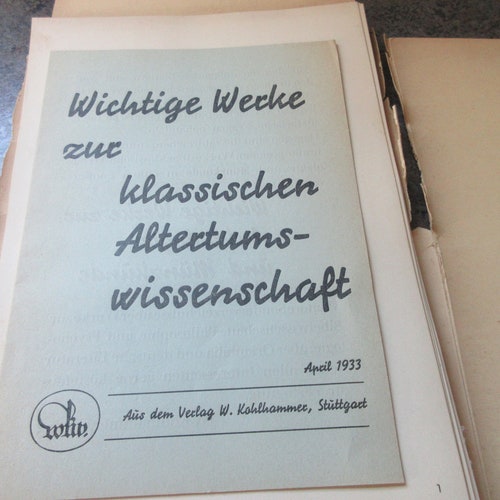 Wichtige Werke
zur
klassischen
Altertums-
wissenschaft
April 1933
Aus dem Verlag W. Kohlhammer, Stuttgart